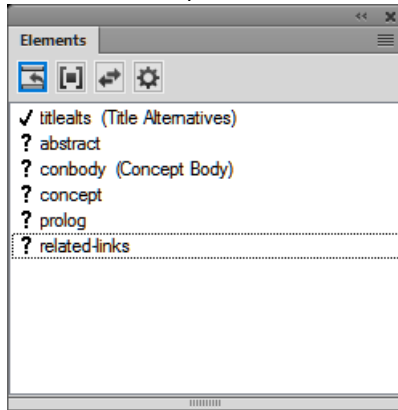 Elements
✓ titlealts (Title Alternatives)
? abstract
? conbody (Concept Body)
? concept
? prolog
? related-links